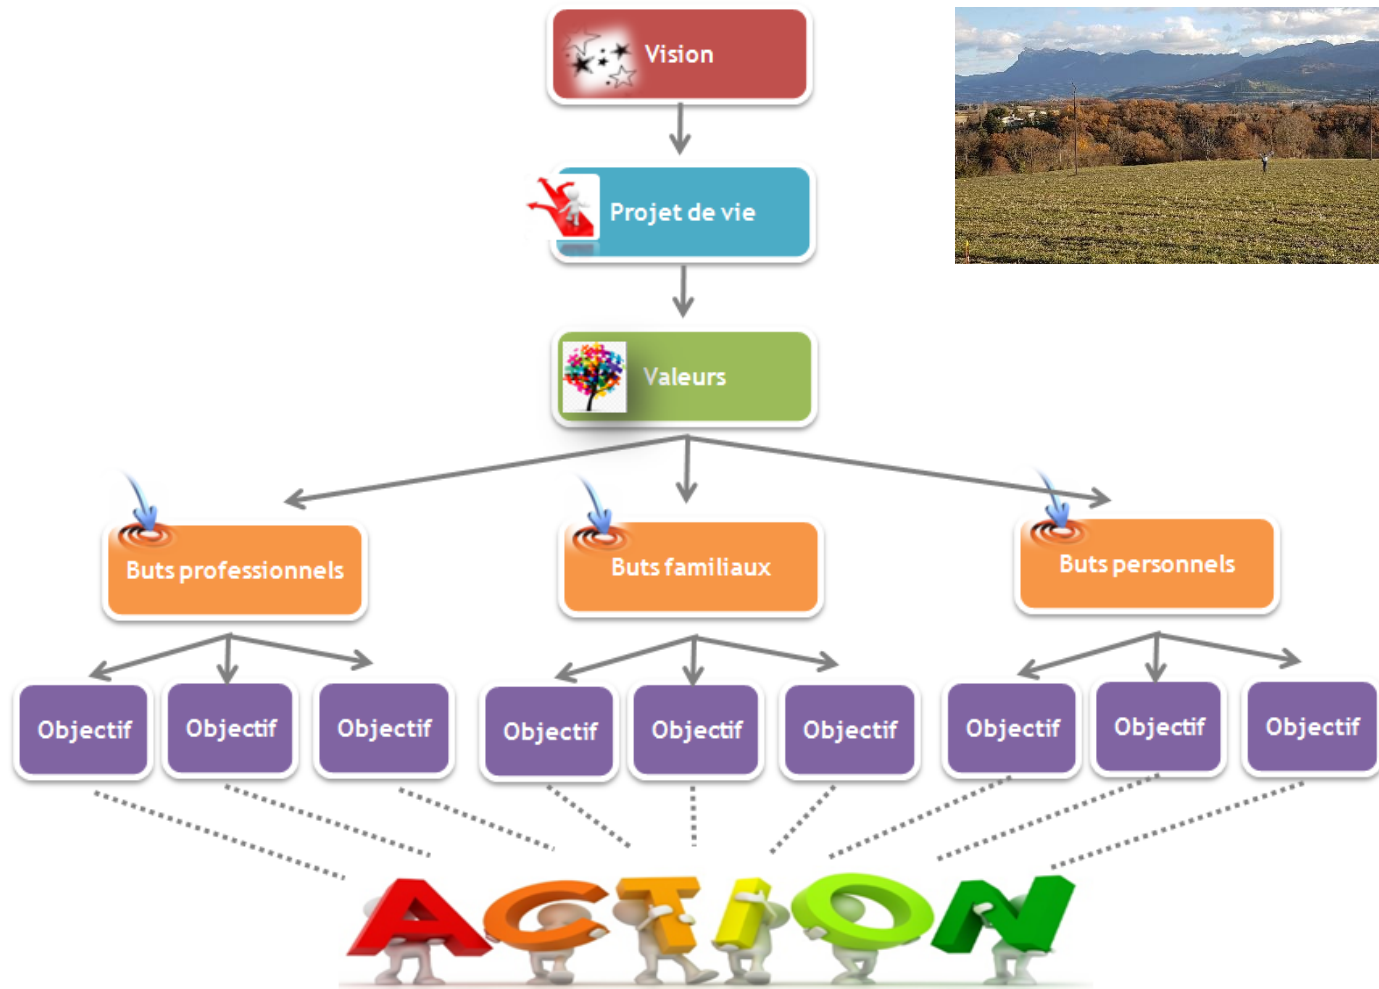 Vision
Projet de vie
Valeurs
Buts professionnels
Buts familiaux
Buts personnels
Objectif
Objectif
Objectif
Objectif
Objectif
Objectif
Objectif
Objectif
Objectif
ACTION